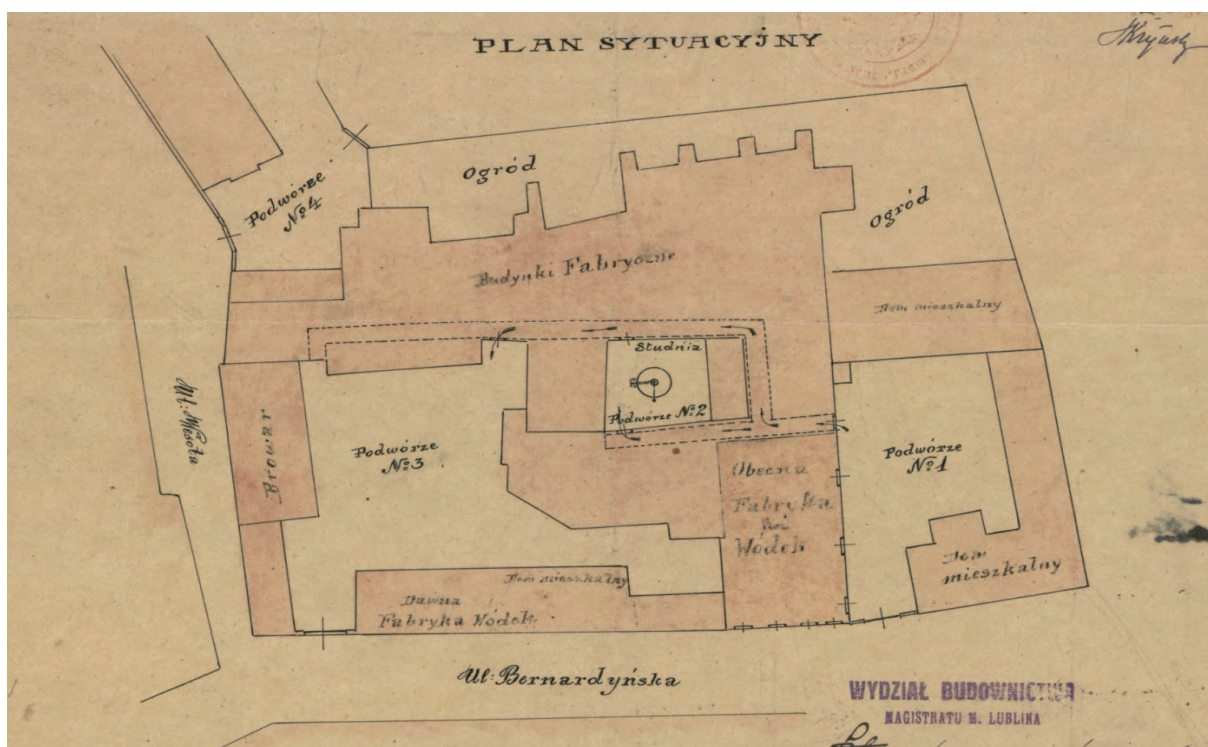 PLAN SYTUACYJNY
Ogród
Podwórze
№4
Ogród
Budynki Fabryczne
Dom mieszkalny
Studnia
Ul: Wesoła
Podwórze №2
Browar
Podwórze
№3
Podwórze
№1
Obecna
Fabryka
Wódek
Dom
mieszkalny
Dom mieszkalny
Dawna
Fabryka Wódek
Ul: Bernardyńska
WYDZIAŁ BUDOWNICTWA
MAGISTRATU M. LUBLINA